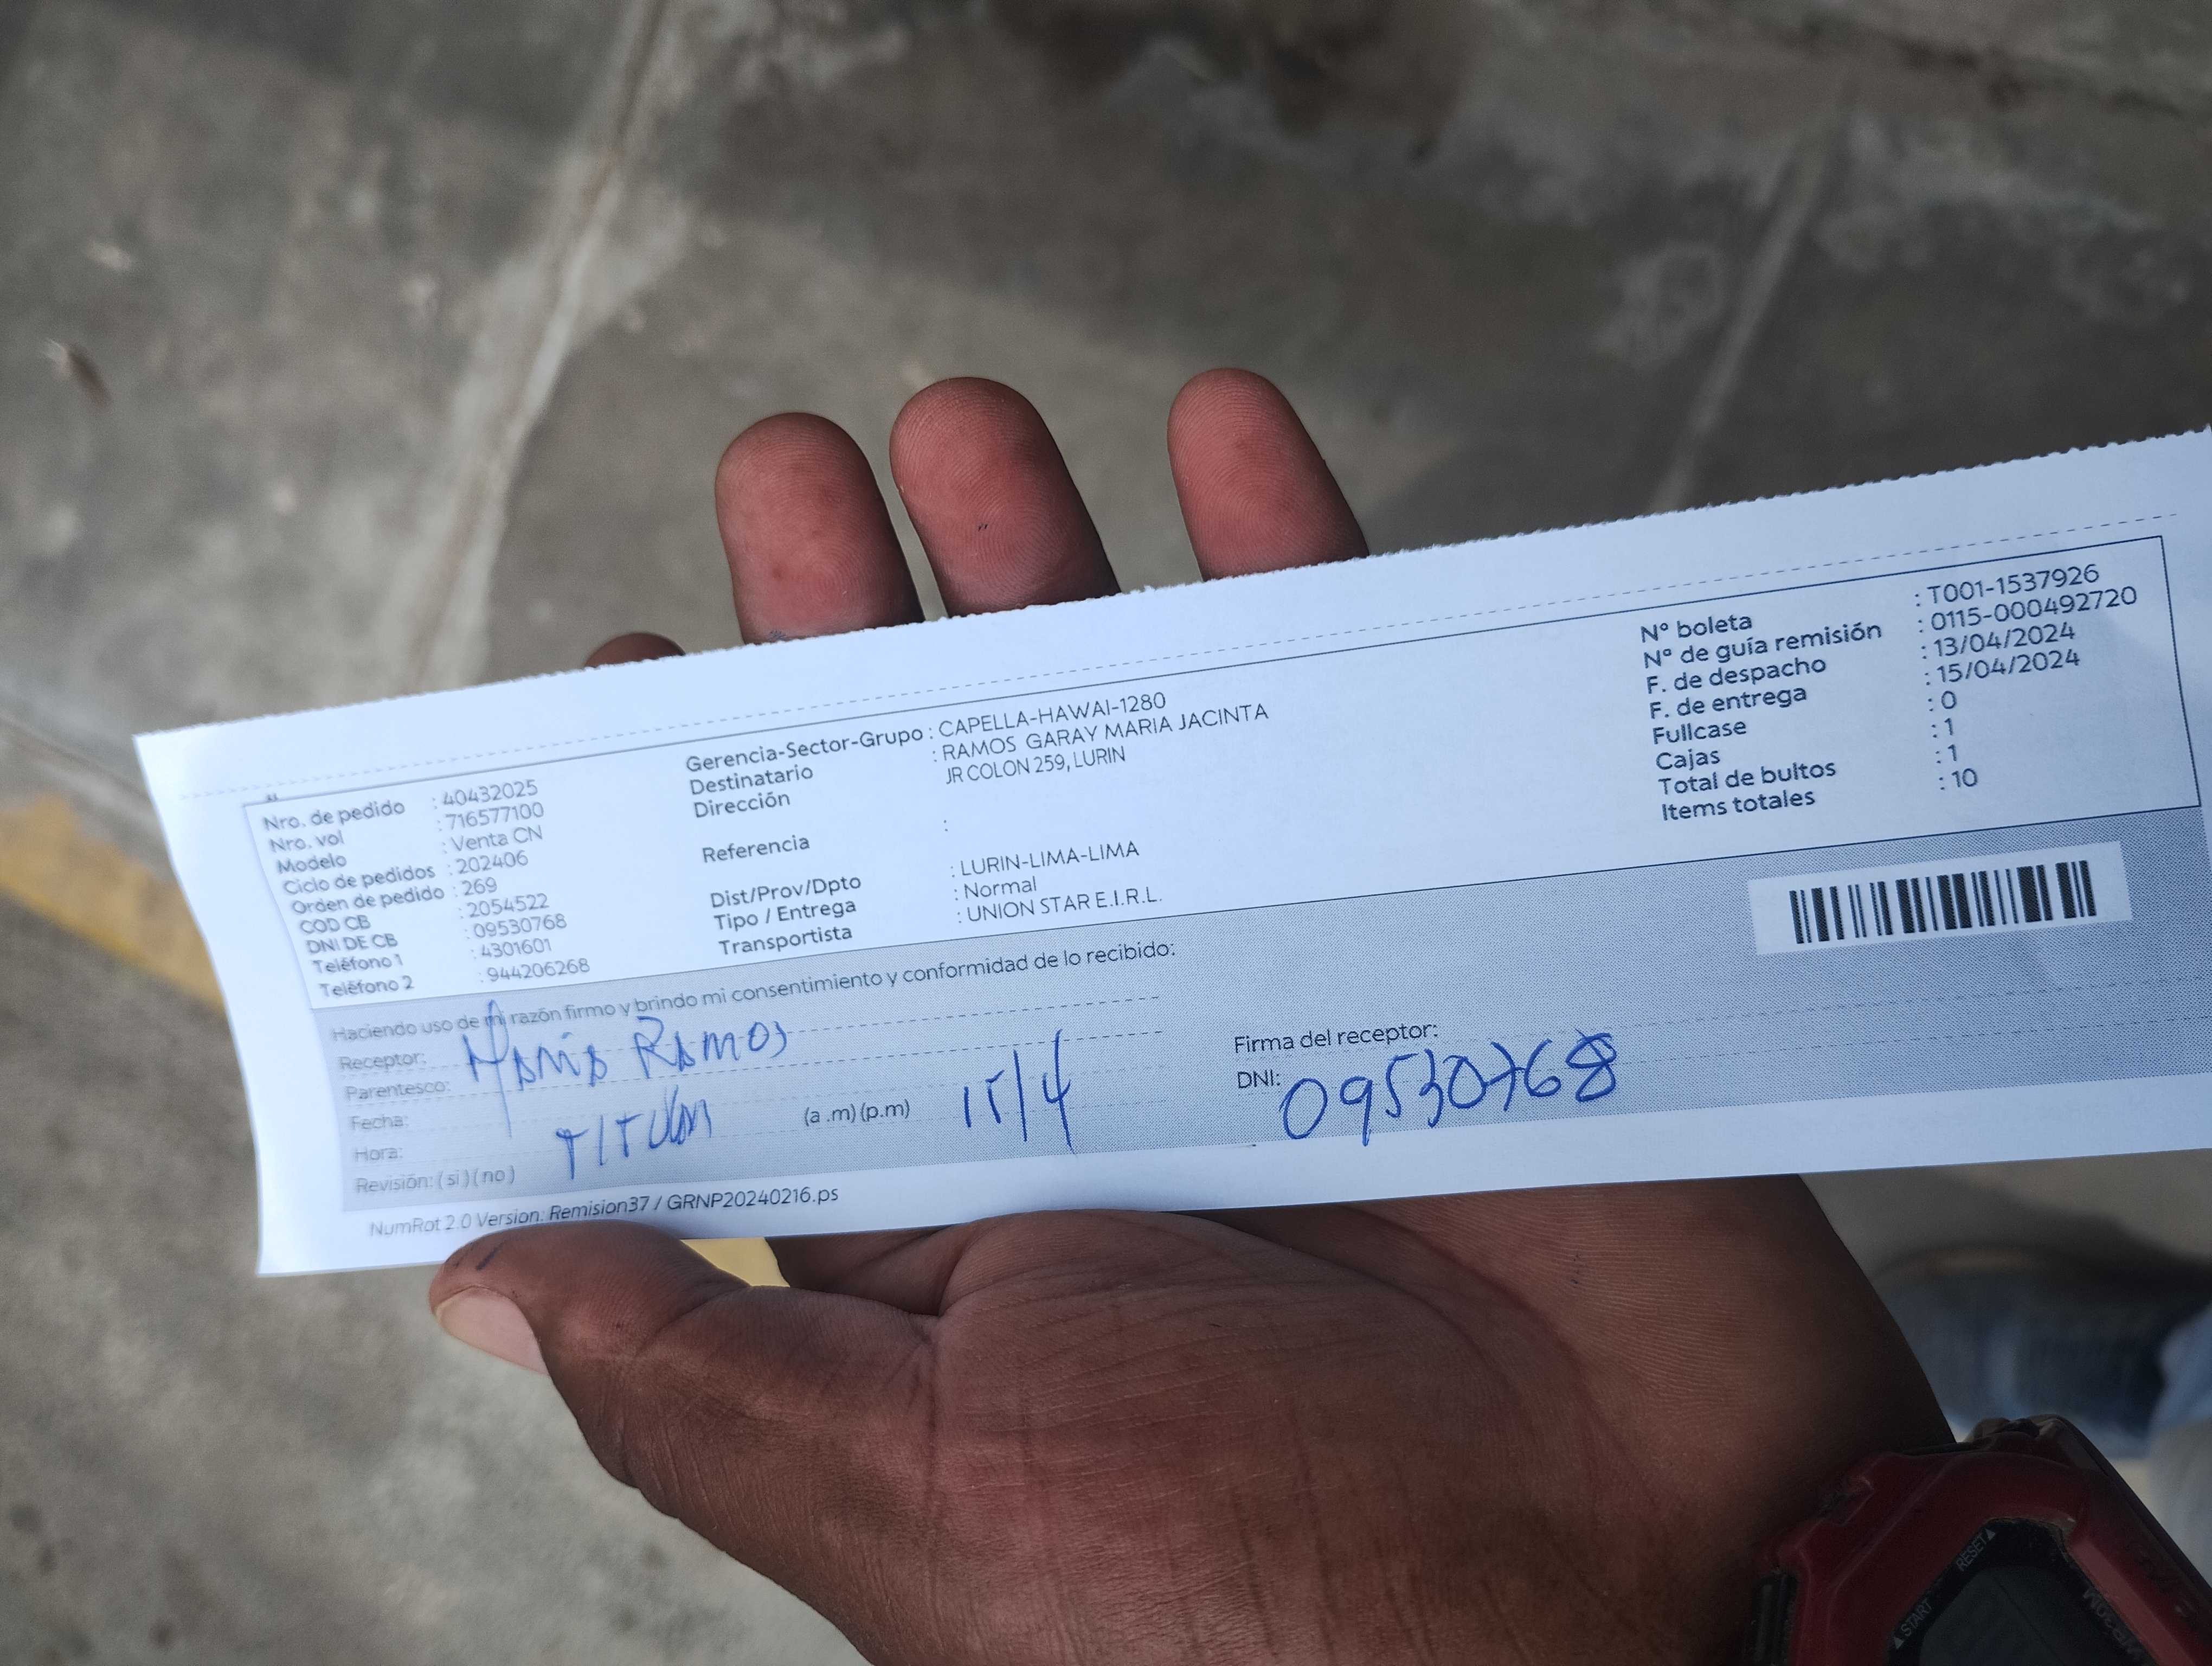 Nro. de pedido : 40432025
Nro. vol : 716577100
Modelo : Venta CN
Ciclo de pedidos : 202406
Orden de pedido : 269
COD CB : 2054522
DNI DE CB : 09530768
Teléfono 1 : 4301601
Teléfono 2 : 944206268
Gerencia-Sector-Grupo : CAPELLA-HAWAI-1280
Destinatario : RAMOS GARAY MARIA JACINTA
Dirección JR COLON 259, LURIN
Referencia :
Dist/Prov/Dpto : LURIN-LIMA-LIMA
Tipo / Entrega : Normal
Transportista : UNION STAR E.I.R.L.
N° boleta : T001-1537926
N° de guía remisión : 0115-000492720
F. de despacho : 13/04/2024
F. de entrega : 15/04/2024
Fullcase : 0
Cajas : 1
Total de bultos : 1
Items totales : 10
Haciendo uso de mi razón firmo y brindo mi consentimiento y conformidad de lo recibido:
Receptor: MARIA RAMOS
Parentesco:
Fecha:
Hora: (a .m) (p.m) 15/4
Revisión: ( si ) ( no )
Firma del receptor:
DNI: 09530768
NumRot 2.0 Version: Remision37 / GRNP20240216.ps
RESET
START